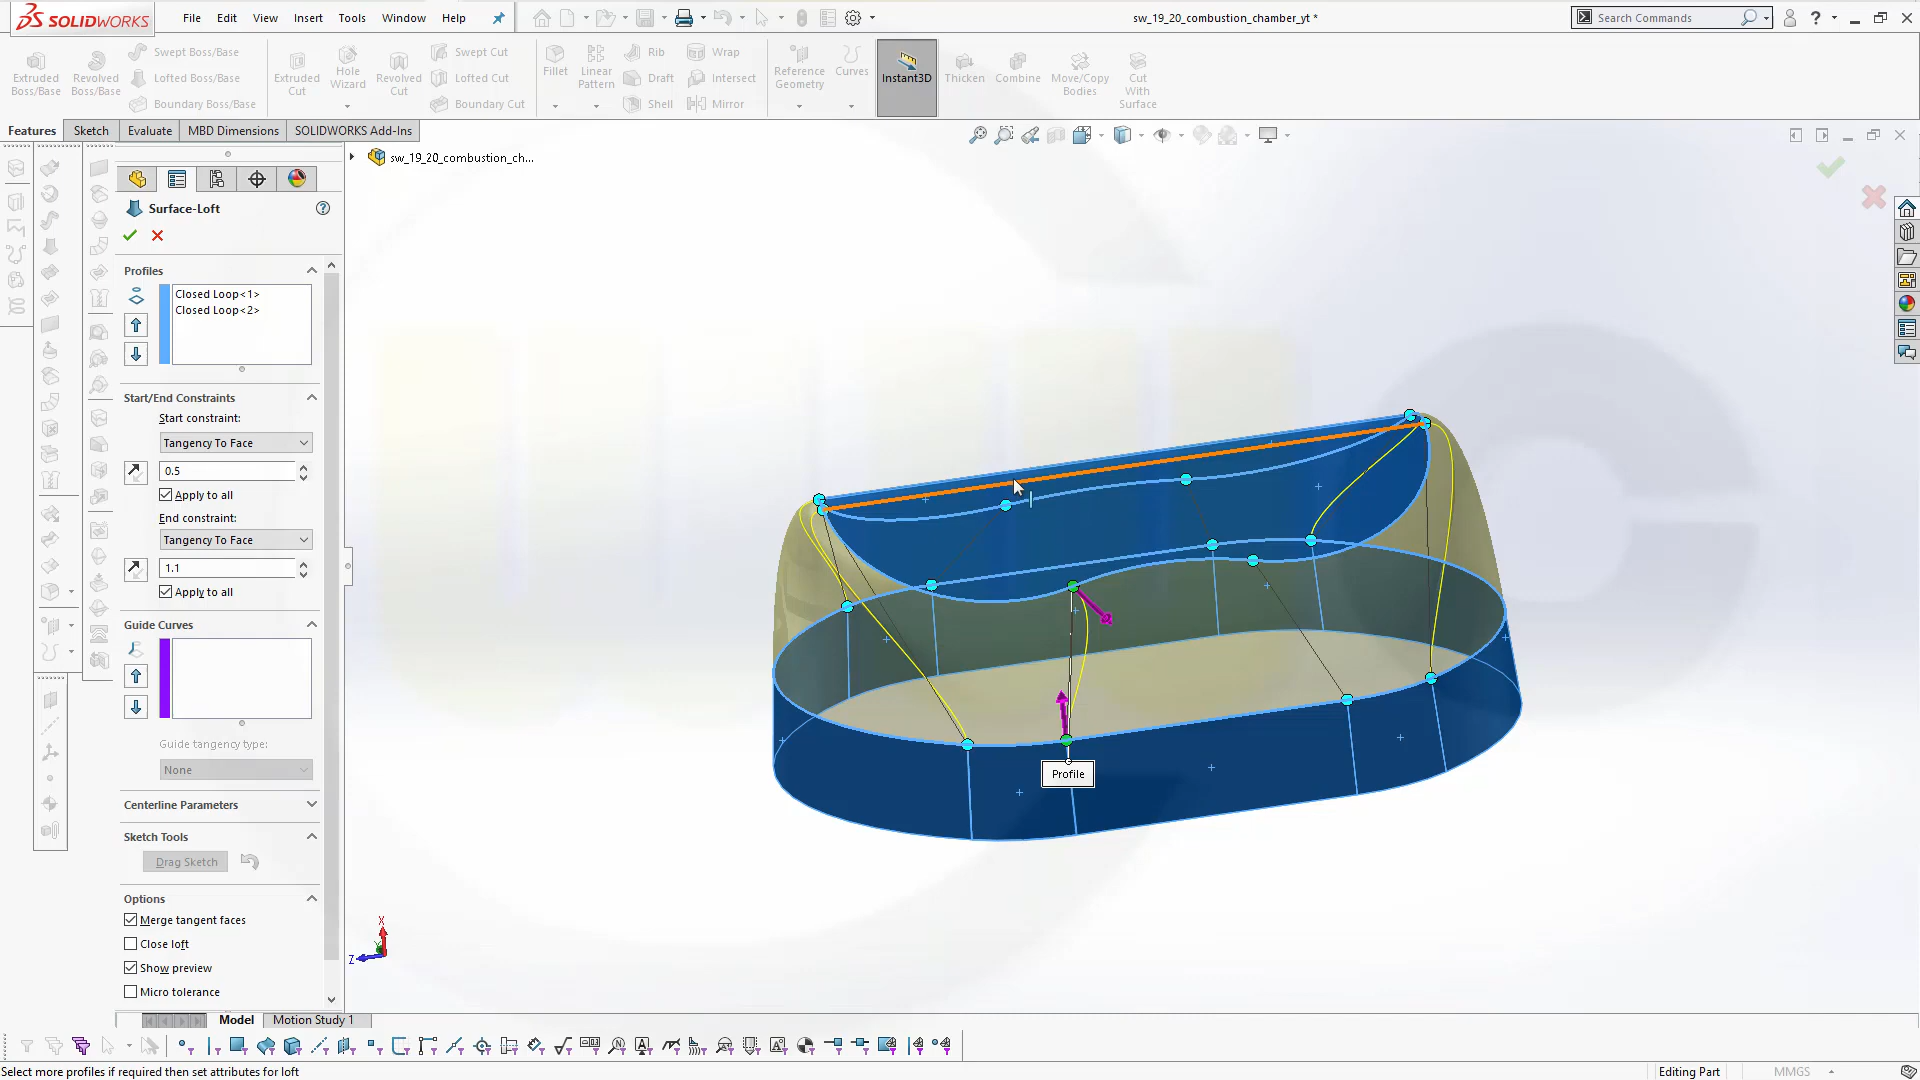 SOLIDWORKS
File Edit View Insert Tools Window Help
sw_19_20_combustion_chamber_yt *
Search Commands
Extruded Boss/Base
Revolved Boss/Base
Swept Boss/Base
Lofted Boss/Base
Boundary Boss/Base
Extruded Cut
Hole Wizard
Revolved Cut
Swept Cut
Lofted Cut
Boundary Cut
Fillet
Linear Pattern
Rib
Draft
Shell
Wrap
Intersect
Mirror
Reference Geometry
Curves
Instant3D
Thicken
Combine
Move/Copy Bodies
Cut With Surface
Features Sketch Evaluate MBD Dimensions SOLIDWORKS Add-Ins
sw_19_20_combustion_ch...
Surface-Loft
Profiles
Closed Loop<1>
Closed Loop<2>
Start/End Constraints
Start constraint:
Tangency To Face
0.5
Apply to all
End constraint:
Tangency To Face
1.1
Apply to all
Guide Curves
Guide tangency type:
None
Centerline Parameters
Sketch Tools
Drag Sketch
Options
Merge tangent faces
Close loft
Show preview
Micro tolerance
Profile
X
Y
Z
Model Motion Study 1
Select more profiles if required then set attributes for loft
Editing Part
MMGS